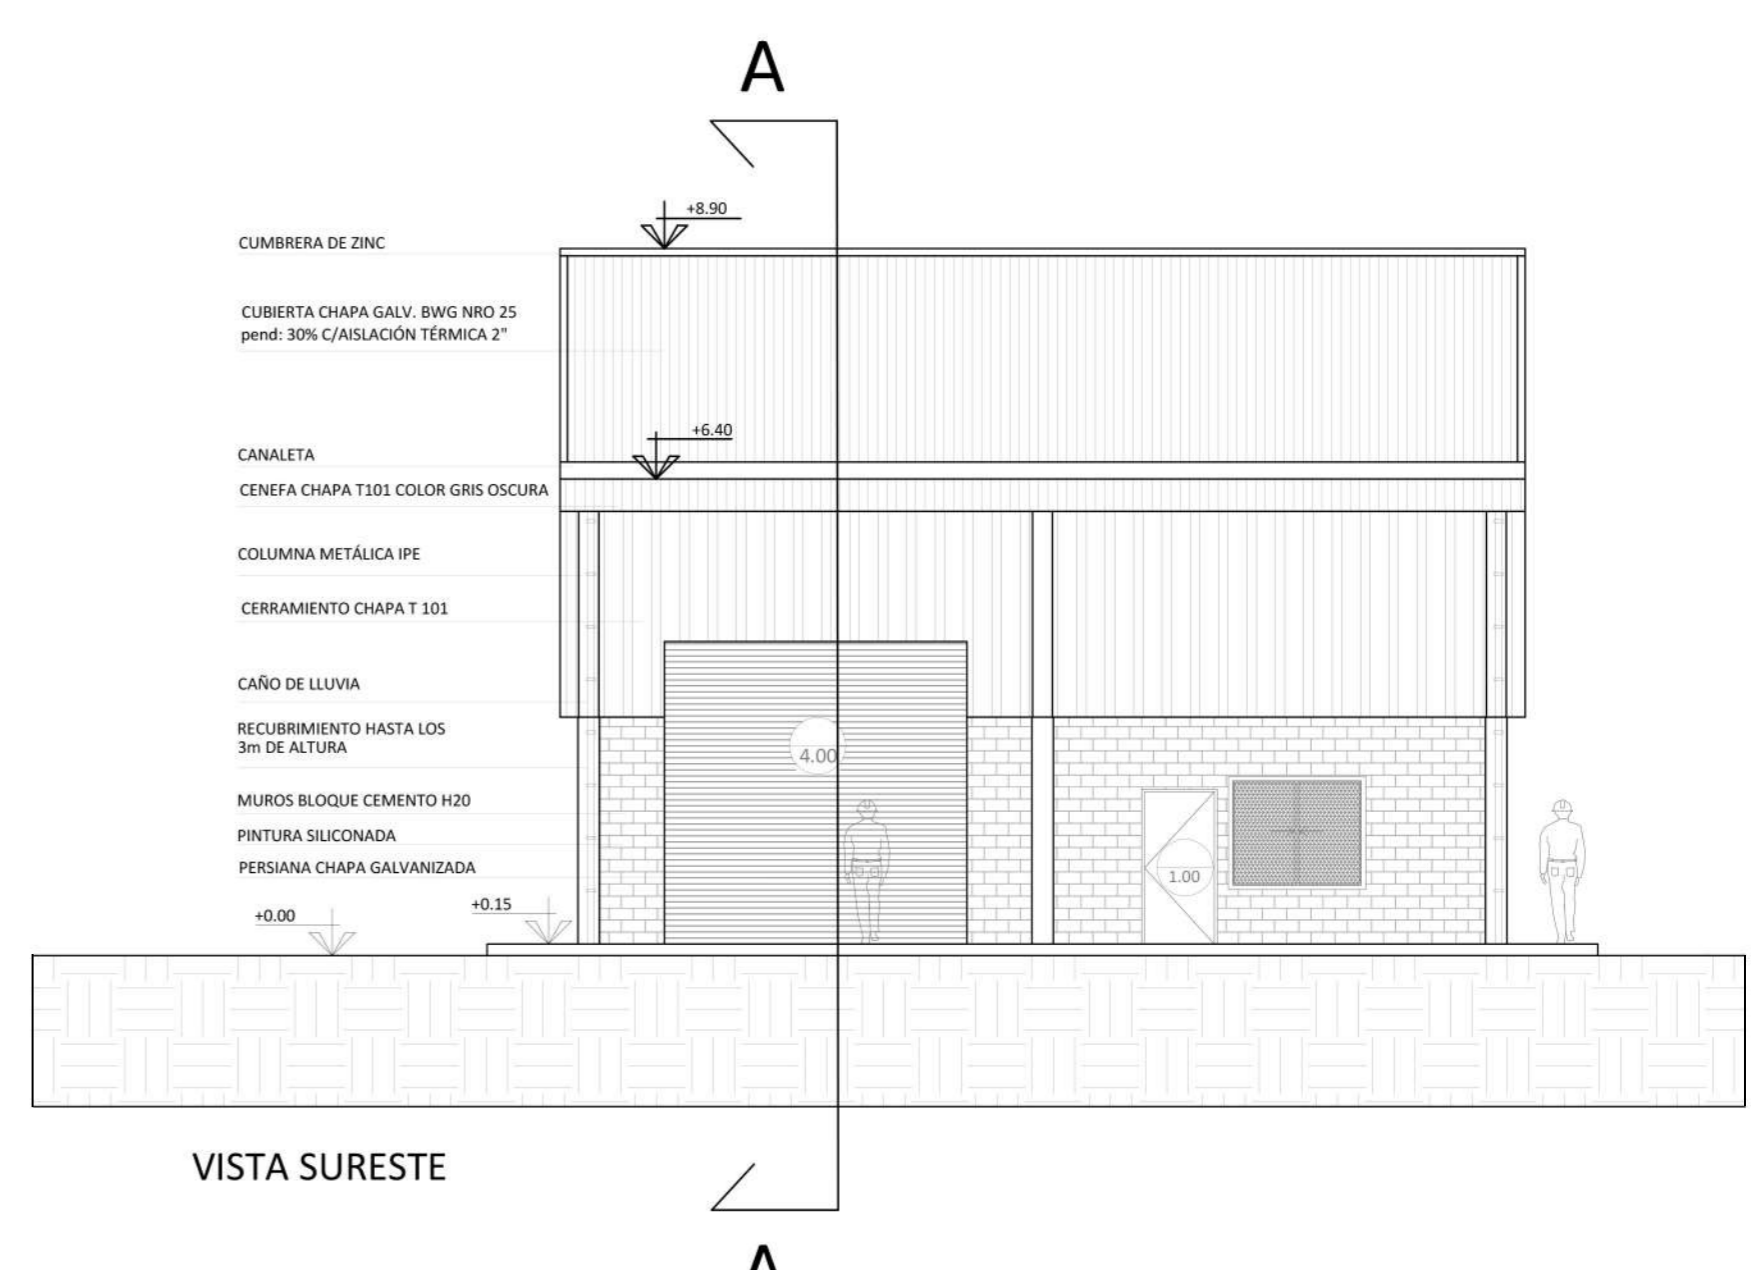 A
+8.90
CUMBRERA DE ZINC
CUBIERTA CHAPA GALV. BWG NRO 25
pend: 30% C/AISLACIÓN TÉRMICA 2"
+6.40
CANALETA
CENEFA CHAPA T101 COLOR GRIS OSCURA
COLUMNA METÁLICA IPE
CERRAMIENTO CHAPA T 101
CAÑO DE LLUVIA
RECUBRIMIENTO HASTA LOS
3m DE ALTURA
4.00
MUROS BLOQUE CEMENTO H20
PINTURA SILICONADA
PERSIANA CHAPA GALVANIZADA
1.00
+0.00
+0.15
VISTA SURESTE
A